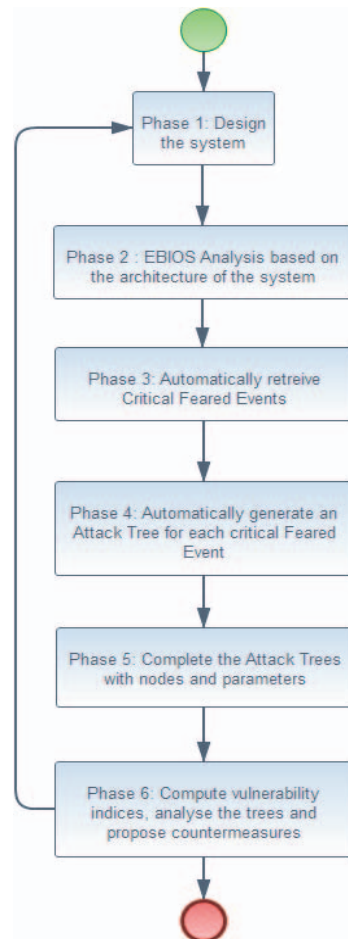 Phase 1: Design
the system
Phase 2 : EBIOS Analysis based on
the architecture of the system
Phase 3: Automatically retreive
Critical Feared Events
Phase 4: Automatically generate an
Attack Tree for each critical Feared
Event
Phase 5: Complete the Attack Trees
with nodes and parameters
Phase 6: Compute vulnerability
indices, analyse the trees and
propose countermeasures